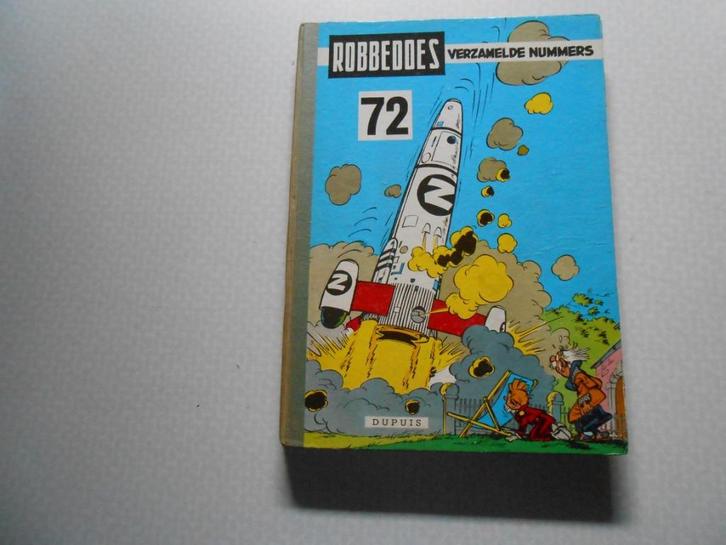 ROBBEDOES
VERZAMELDE NUMMERS
72
Z
Z
DUPUIS